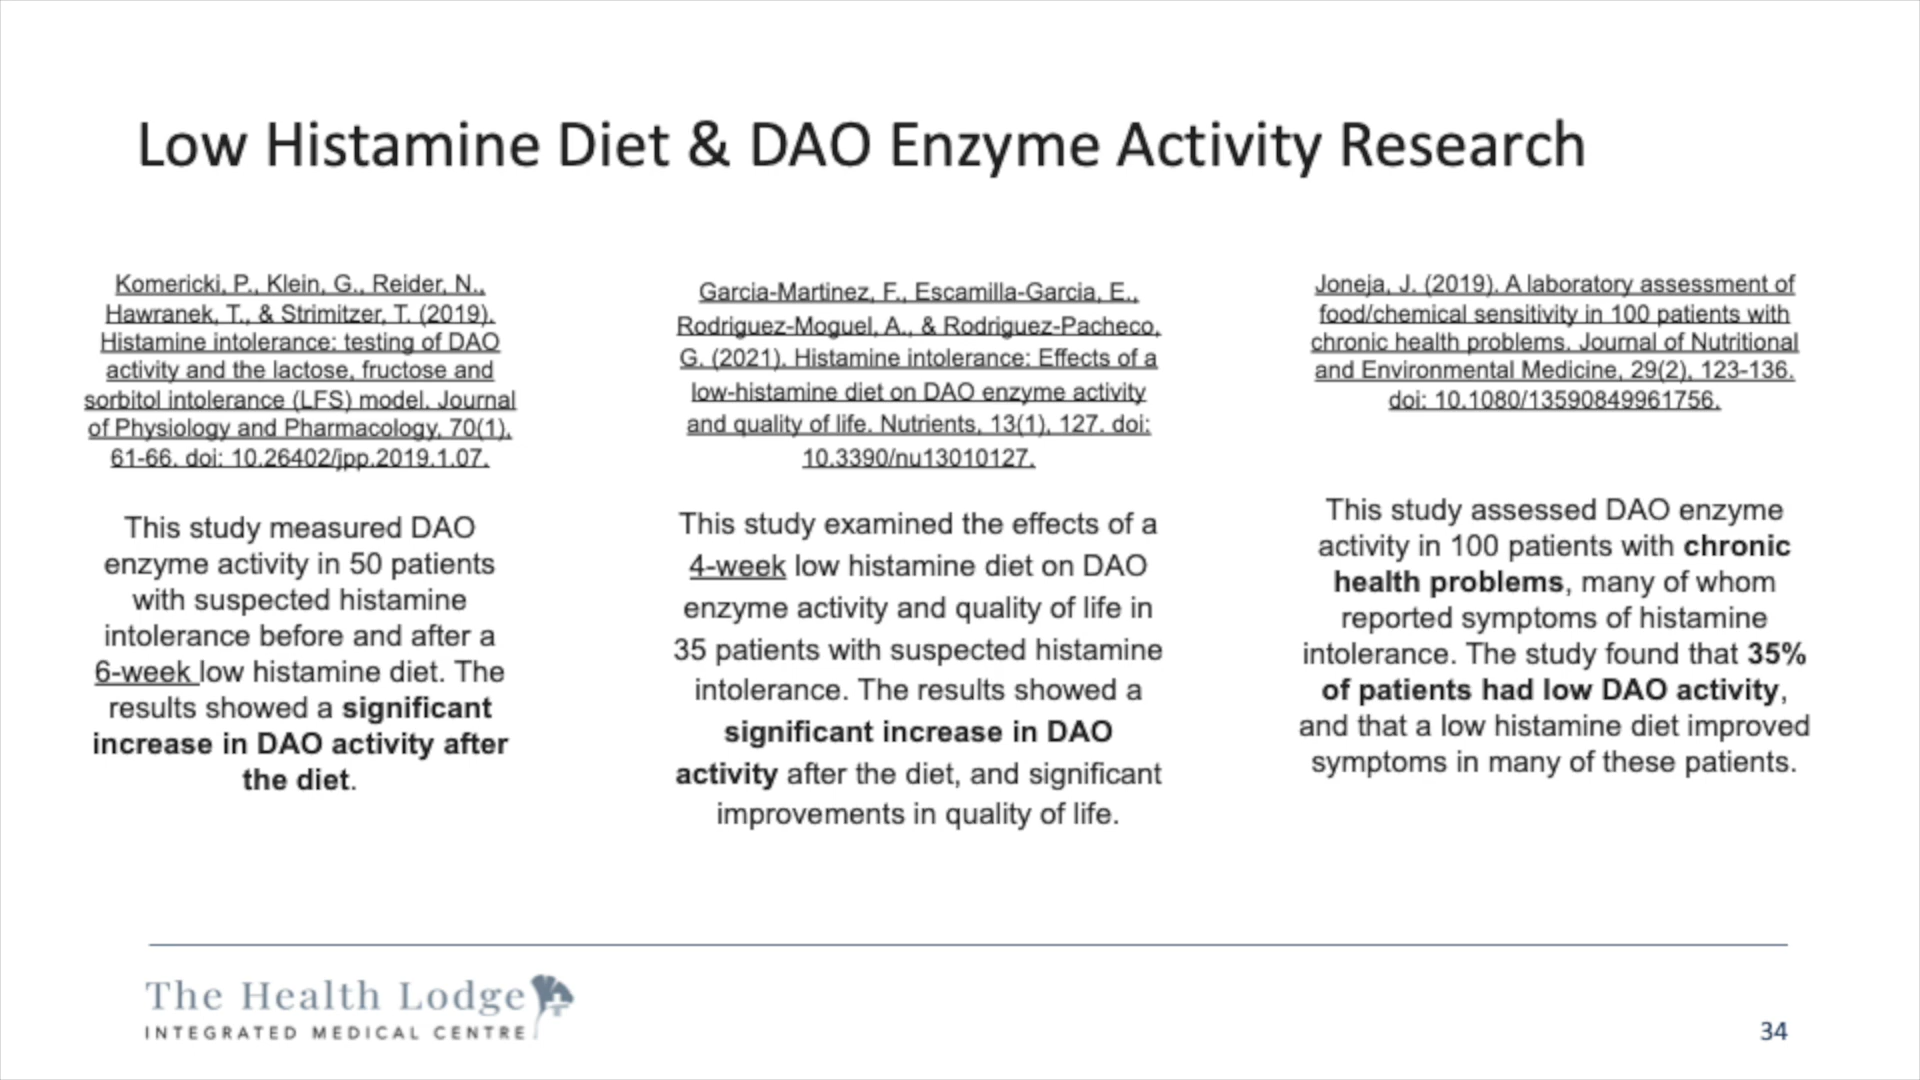 Low Histamine Diet & DAO Enzyme Activity Research
Komericki, P., Klein, G., Reider, N.,
Hawranek, T., & Strimitzer, T. (2019).
Histamine intolerance: testing of DAO
activity and the lactose, fructose and
sorbitol intolerance (LFS) model. Journal
of Physiology and Pharmacology, 70(1),
61-66. doi: 10.26402/jpp.2019.1.07.
This study measured DAO
enzyme activity in 50 patients
with suspected histamine
intolerance before and after a
6-week low histamine diet. The
results showed a significant
increase in DAO activity after
the diet.
Garcia-Martinez, F., Escamilla-Garcia, E.,
Rodriguez-Moguel, A., & Rodriguez-Pacheco,
G. (2021). Histamine intolerance: Effects of a
low-histamine diet on DAO enzyme activity
and quality of life. Nutrients, 13(1), 127. doi:
10.3390/nu13010127.
This study examined the effects of a
4-week low histamine diet on DAO
enzyme activity and quality of life in
35 patients with suspected histamine
intolerance. The results showed a
significant increase in DAO
activity after the diet, and significant
improvements in quality of life.
Joneja, J. (2019). A laboratory assessment of
food/chemical sensitivity in 100 patients with
chronic health problems. Journal of Nutritional
and Environmental Medicine, 29(2), 123-136.
doi: 10.1080/13590849961756.
This study assessed DAO enzyme
activity in 100 patients with chronic
health problems, many of whom
reported symptoms of histamine
intolerance. The study found that 35%
of patients had low DAO activity,
and that a low histamine diet improved
symptoms in many of these patients.
The Health Lodge
INTEGRATED MEDICAL CENTRE
34